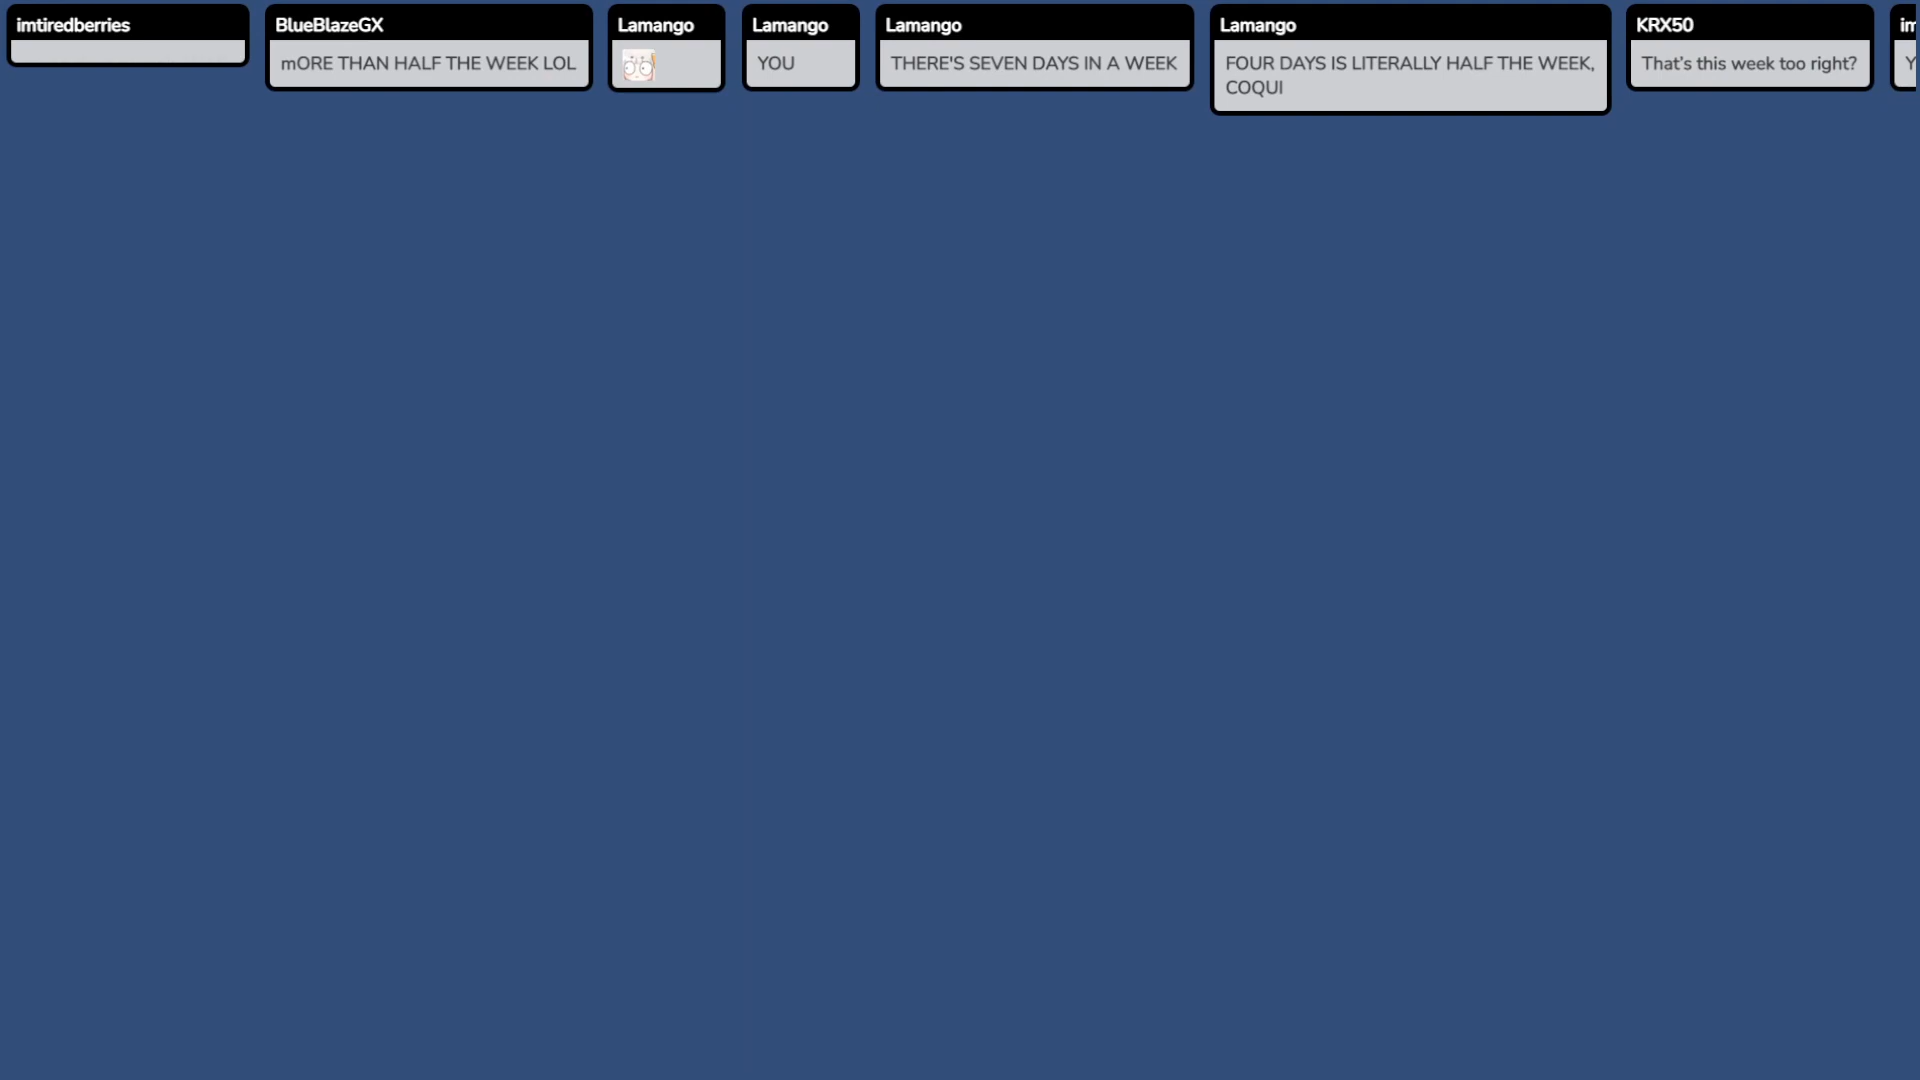 imtiredberries
BlueBlazeGX
mORE THAN HALF THE WEEK LOL
Lamango
Lamango
YOU
Lamango
THERE'S SEVEN DAYS IN A WEEK
Lamango
FOUR DAYS IS LITERALLY HALF THE WEEK,
COQUI
KRX50
That's this week too right?